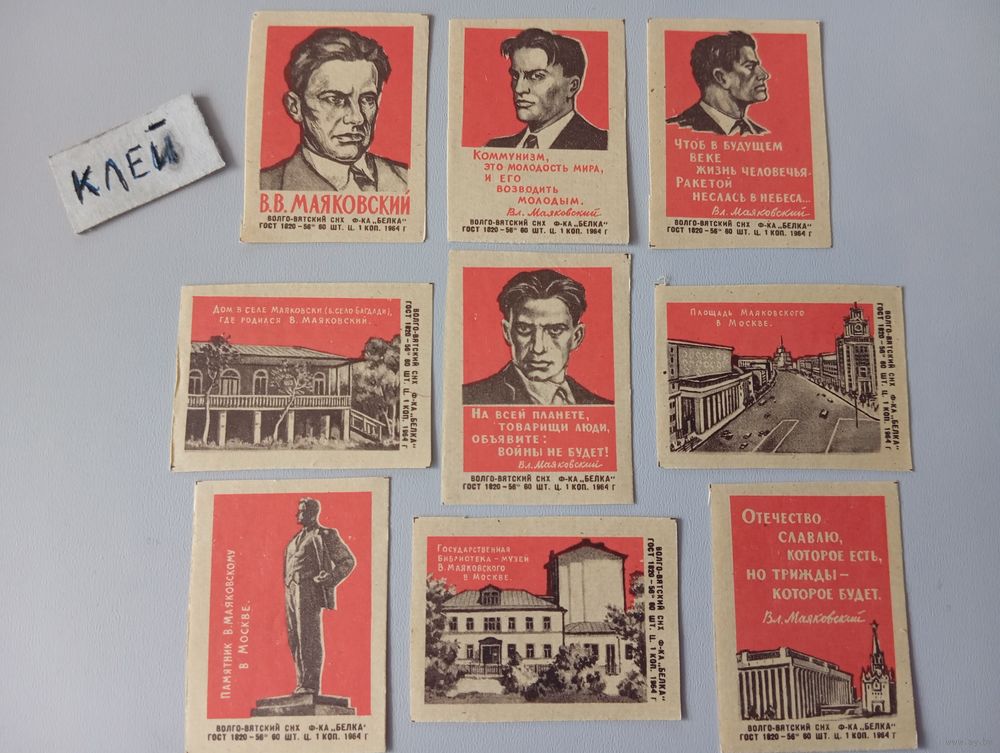 КЛЕЙ
В.В. МАЯКОВСКИЙ
ВОЛГО-ВЯТСКИЙ СНХ Ф-КА „БЕЛКА"
ГОСТ 1820-56" 60 ШТ. Ц. 1 КОП. 1964 Г
КОММУНИЗМ,
ЭТО МОЛОДОСТЬ МИРА,
И ЕГО
ВОЗВОДИТЬ
МОЛОДЫМ.
Вл. Маяковский
ВОЛГО-ВЯТСКИЙ СНХ Ф-КА „БЕЛКА"
ГОСТ 1820-56" 60 ШТ. Ц. 1 КОП. 1964 Г
ЧТОБ В БУДУЩЕМ
ВЕКЕ
ЖИЗНЬ ЧЕЛОВЕЧЬЯ
РАКЕТОЙ
НЕСЛАСЬ В НЕБЕСА...
Вл. Маяковский
ВОЛГО-ВЯТСКИЙ СНХ Ф-КА „БЕЛКА"
ГОСТ 1820-56" 60 ШТ. Ц. 1 КОП. 1964 Г
ДОМ В СЕЛЕ МАЯКОВСКИ (Б. СЕЛО БАГДАДИ),
ГДЕ РОДИЛСЯ В. МАЯКОВСКИЙ.
ВОЛГО-ВЯТСКИЙ СНХ Ф-КА „БЕЛКА"
ГОСТ 1820-56" 60 ШТ. Ц. 1 КОП. 1964 Г
НА ВСЕЙ ПЛАНЕТЕ,
ТОВАРИЩИ ЛЮДИ,
ОБЪЯВИТЕ:
ВОЙНЫ НЕ БУДЕТ!
Вл. Маяковский
ВОЛГО-ВЯТСКИЙ СНХ Ф-КА „БЕЛКА"
ГОСТ 1820-56" 60 ШТ. Ц. 1 КОП. 1964 Г
ПЛОЩАДЬ МАЯКОВСКОГО
В МОСКВЕ.
ВОЛГО-ВЯТСКИЙ СНХ Ф-КА „БЕЛКА"
ГОСТ 1820-56" 60 ШТ. Ц. 1 КОП. 1964 Г
ПАМЯТНИК В. МАЯКОВСКОМУ
В МОСКВЕ.
ВОЛГО-ВЯТСКИЙ СНХ Ф-КА „БЕЛКА"
ГОСТ 1820-56" 60 ШТ. Ц. 1 КОП. 1964 Г
ГОСУДАРСТВЕННАЯ
БИБЛИОТЕКА-МУЗЕЙ
В. МАЯКОВСКОГО
В МОСКВЕ.
ВОЛГО-ВЯТСКИЙ СНХ Ф-КА „БЕЛКА"
ГОСТ 1820-56" 60 ШТ. Ц. 1 КОП. 1964 Г
ОТЕЧЕСТВО
СЛАВЛЮ,
КОТОРОЕ ЕСТЬ,
НО ТРИЖДЫ—
КОТОРОЕ БУДЕТ.
Вл. Маяковский
ВОЛГО-ВЯТСКИЙ СНХ Ф-КА „БЕЛКА"
ГОСТ 1820-56" 60 ШТ. Ц. 1 КОП. 1964 Г